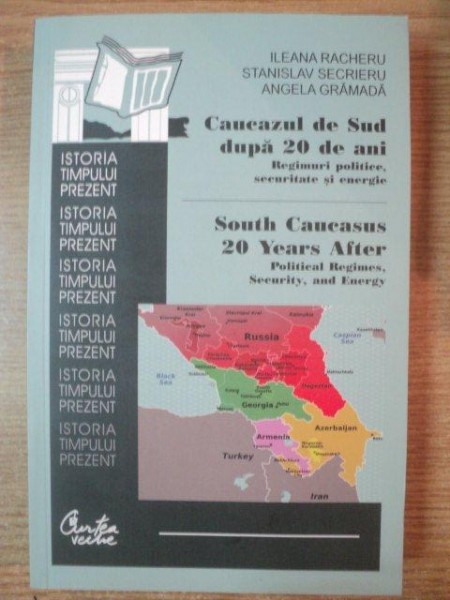 ILEANA RACHERU
STANISLAV SECRIERU
ANGELA GRĂMADĂ
Caucazul de Sud
după 20 de ani
Regimuri politice,
securitate și energie
South Caucasus
20 Years After
Political Regimes,
Security, and Energy
ISTORIA
TIMPULUI
PREZENT
ISTORIA
TIMPULUI
PREZENT
ISTORIA
TIMPULUI
PREZENT
ISTORIA
TIMPULUI
PREZENT
ISTORIA
TIMPULUI
PREZENT
ISTORIA
TIMPULUI
PREZENT
Russia
Caspian
Sea
Black
Sea
Dagestan
Georgia
Azerbaijan
Armenia
Turkey
Iran
Curtea
veche